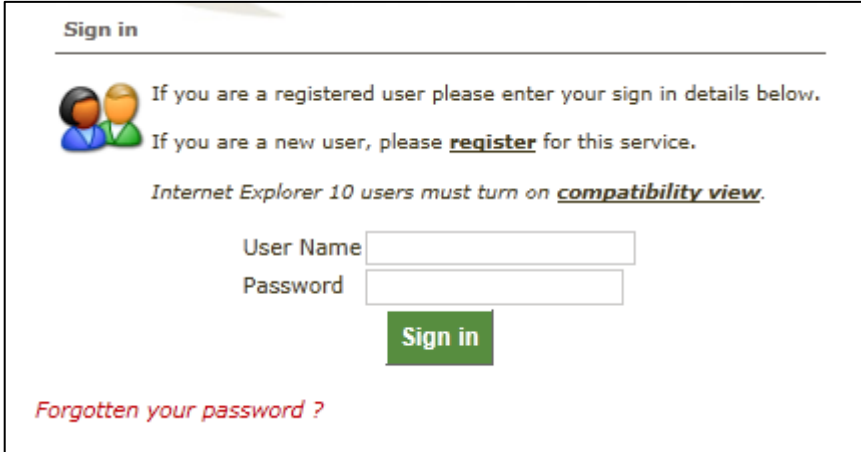 Sign in
If you are a registered user please enter your sign in details below.
If you are a new user, please register for this service.
Internet Explorer 10 users must turn on compatibility view.
User Name
Password
Sign in
Forgotten your password ?